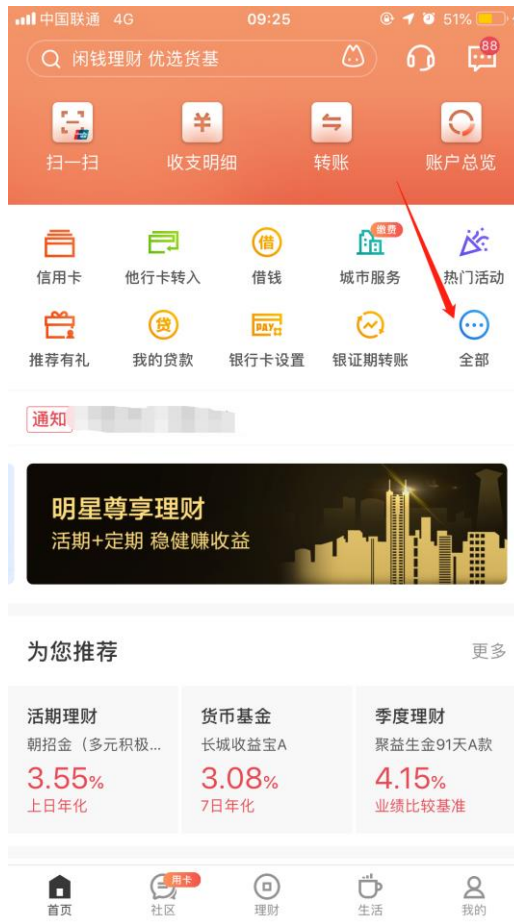 中国联通 4G 09:25 51%
闲钱理财 优选货基 88
扫一扫 收支明细 转账 账户总览
借 缴费
信用卡 他行卡转入 借钱 城市服务 热门活动
贷 PAY
推荐有礼 我的贷款 银行卡设置 银证期转账 全部
通知
明星尊享理财
活期+定期 稳健赚收益
为您推荐 更多
活期理财 货币基金 季度理财
朝招金（多元积极... 长城收益宝A 聚益生金91天A款
3.55% 3.08% 4.15%
上日年化 7日年化 业绩比较基准
用卡
首页 社区 理财 生活 我的